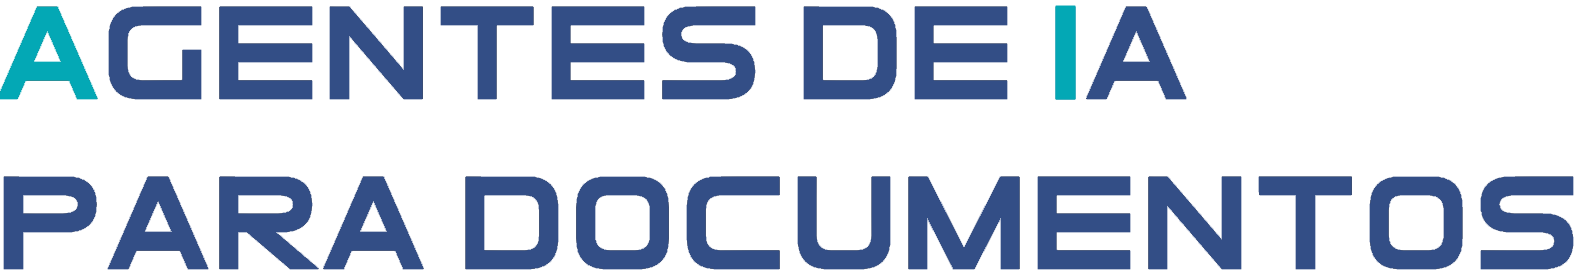 AGENTES DE IA
PARA DOCUMENTOS